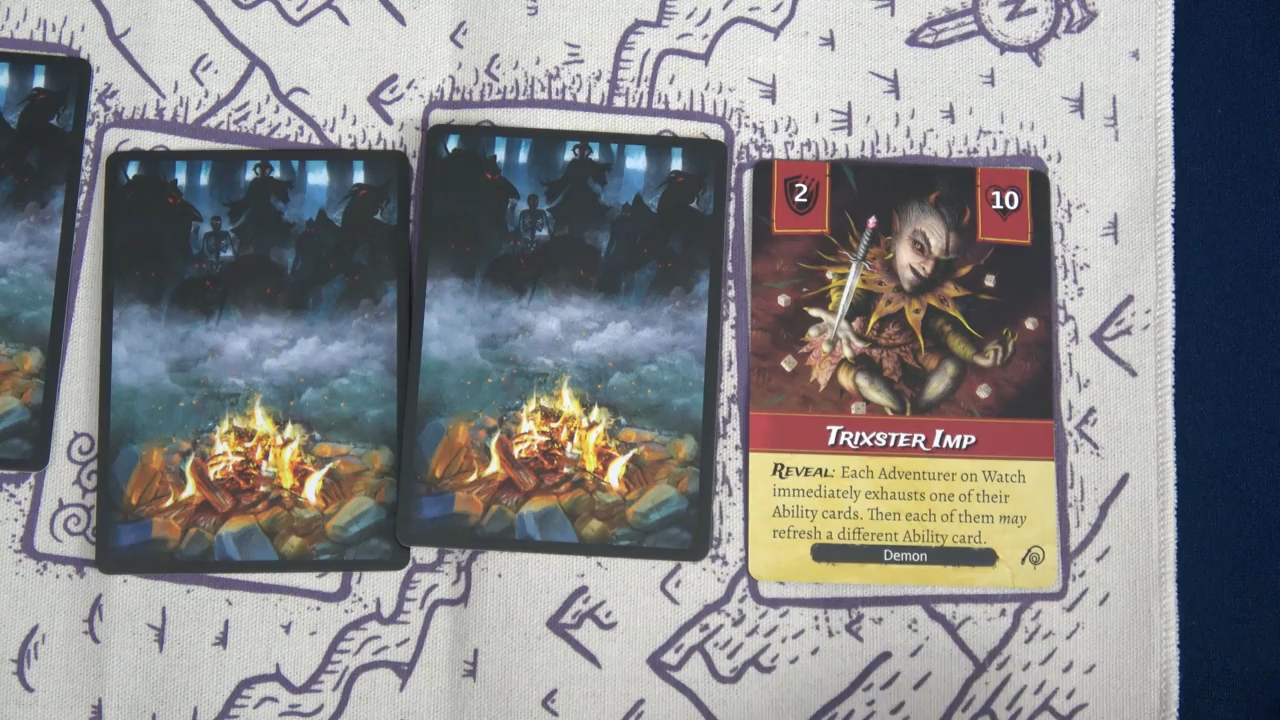 2
10
TRIXSTER IMP
REVEAL: Each Adventurer on Watch
immediately exhausts one of their
Ability cards. Then each of them may
refresh a different Ability card.
Demon